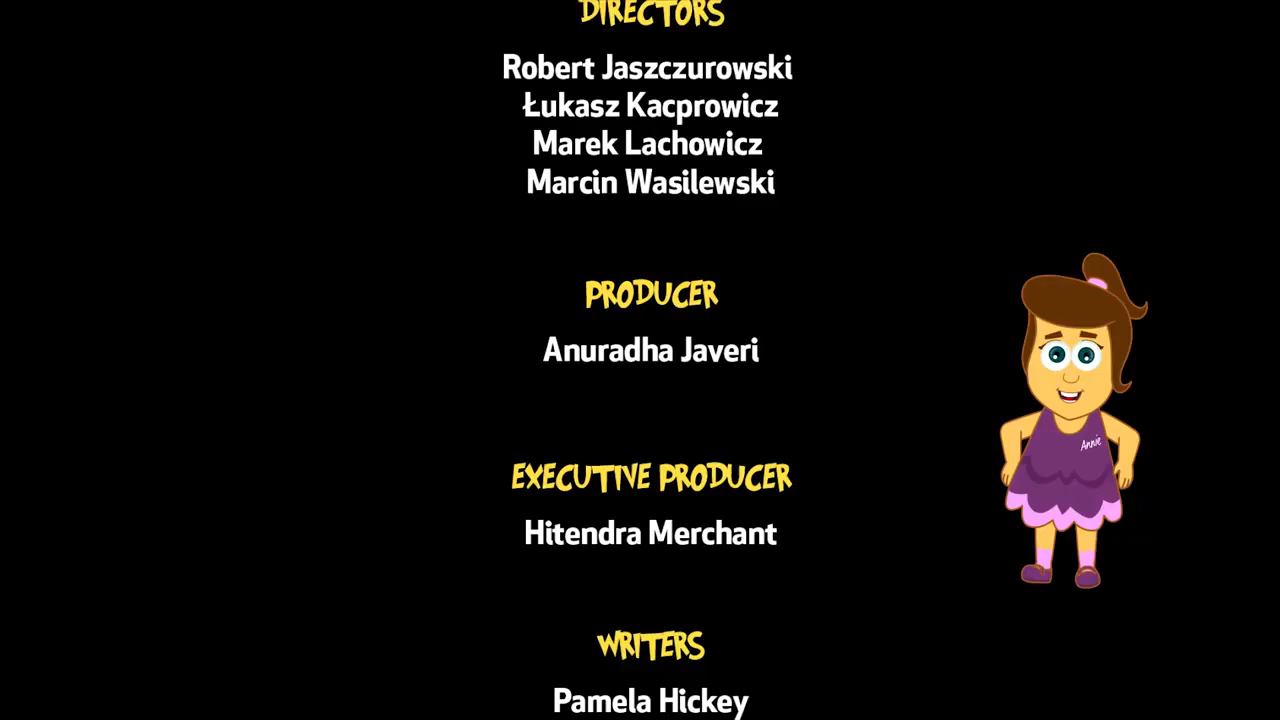 DIRECTORS
Robert Jaszczurowski
Łukasz Kacprowicz
Marek Lachowicz
Marcin Wasilewski
PRODUCER
Anuradha Javeri
Annie
EXECUTIVE PRODUCER
Hitendra Merchant
WRITERS
Pamela Hickey